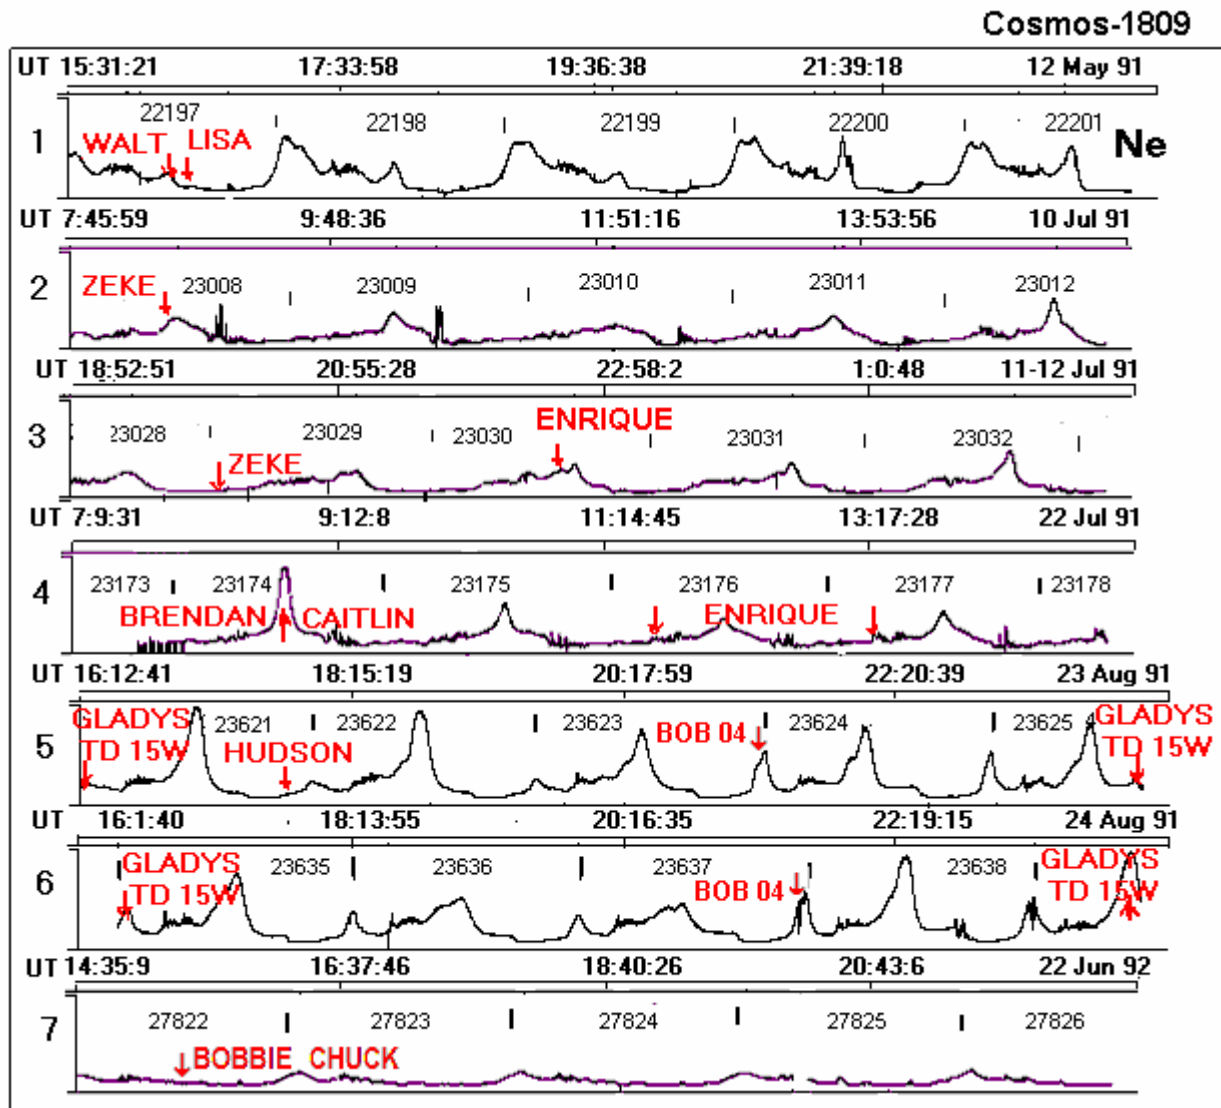 Cosmos-1809
UT 15:31:21 17:33:58 19:36:38 21:39:18 12 May 91
1 22197 22198 22199 22200 22201 Ne
WALT LISA
UT 7:45:59 9:48:36 11:51:16 13:53:56 10 Jul 91
2 ZEKE 23008 23009 23010 23011 23012
UT 18:52:51 20:55:28 22:58:2 1:0:48 11-12 Jul 91
ENRIQUE
3 23028 23029 23030 23031 23032
ZEKE
UT 7:9:31 9:12:8 11:14:45 13:17:28 22 Jul 91
4 23173 23174 23175 23176 23177 23178
BRENDAN CAITLIN ENRIQUE
UT 16:12:41 18:15:19 20:17:59 22:20:39 23 Aug 91
GLADYS 23621 23622 23623 23624 23625 GLADYS
5 TD 15W HUDSON BOB 04 TD 15W
UT 16:1:40 18:13:55 20:16:35 22:19:15 24 Aug 91
GLADYS 23635 23636 23637 23638 GLADYS
6 TD 15W BOB 04 TD 15W
UT 14:35:9 16:37:46 18:40:26 20:43:6 22 Jun 92
7 27822 27823 27824 27825 27826
BOBBIE CHUCK